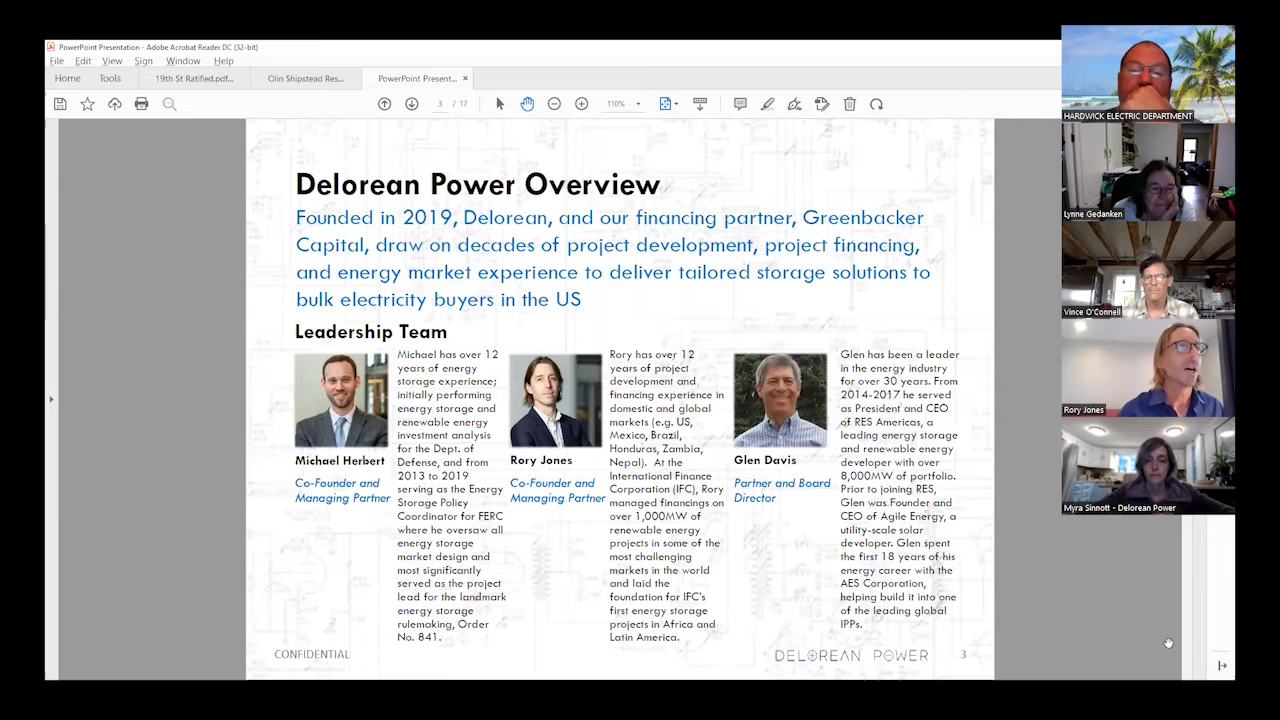 PowerPoint Presentation - Adobe Acrobat Reader DC (32-bit)
File Edit View Sign Window Help
Home Tools 19th St Ratified.pdf... Olin Shipstead Res... PowerPoint Present... ×
3 / 17 110%
Delorean Power Overview
Founded in 2019, Delorean, and our financing partner, Greenbacker
Capital, draw on decades of project development, project financing,
and energy market experience to deliver tailored storage solutions to
bulk electricity buyers in the US
Leadership Team
Michael Herbert
Co-Founder and
Managing Partner
Michael has over 12
years of energy
storage experience;
initially performing
energy storage and
renewable energy
investment analysis
for the Dept. of
Defense, and from
2013 to 2019
serving as the Energy
Storage Policy
Coordinator for FERC
where he oversaw all
energy storage
market design and
most significantly
served as the project
lead for the landmark
energy storage
rulemaking, Order
No. 841.
Rory Jones
Co-Founder and
Managing Partner
Rory has over 12
years of project
development and
financing experience in
domestic and global
markets (e.g. US,
Mexico, Brazil,
Honduras, Zambia,
Nepal). At the
International Finance
Corporation (IFC), Rory
managed financings on
over 1,000MW of
renewable energy
projects in some of the
most challenging
markets in the world
and laid the
foundation for IFC's
first energy storage
projects in Africa and
Latin America.
Glen Davis
Partner and Board
Director
Glen has been a leader
in the energy industry
for over 30 years. From
2014-2017 he served
as President and CEO
of RES Americas, a
leading energy storage
and renewable energy
developer with over
8,000MW of portfolio.
Prior to joining RES,
Glen was Founder and
CEO of Agile Energy, a
utility-scale solar
developer. Glen spent
the first 18 years of his
energy career with the
AES Corporation,
helping build it into one
of the leading global
IPPs.
CONFIDENTIAL
DELOREAN POWER 3
HARDWICK ELECTRIC DEPARTMENT
Lynne Gedanken
Vince O'Connell
Rory Jones
Myra Sinnott - Delorean Power